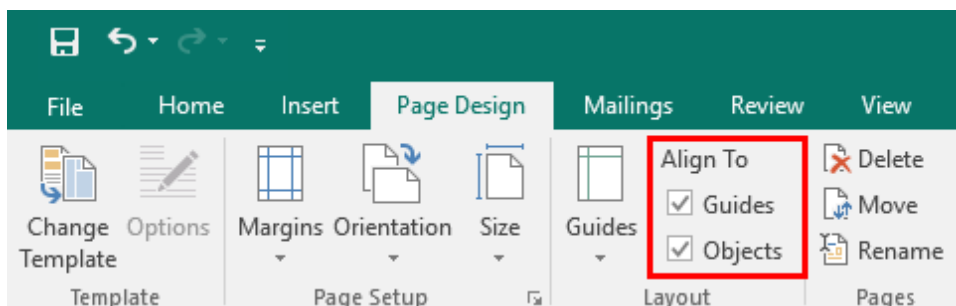 File Home Insert Page Design Mailings Review View
Change Template
Options
Margins
Orientation
Size
Guides
Align To
Guides
Objects
Delete
Move
Rename
Template Page Setup Layout Pages